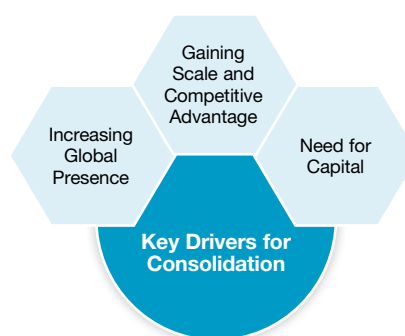 Gaining
Scale and
Competitive
Advantage
Increasing
Global
Presence
Need for
Capital
Key Drivers for
Consolidation